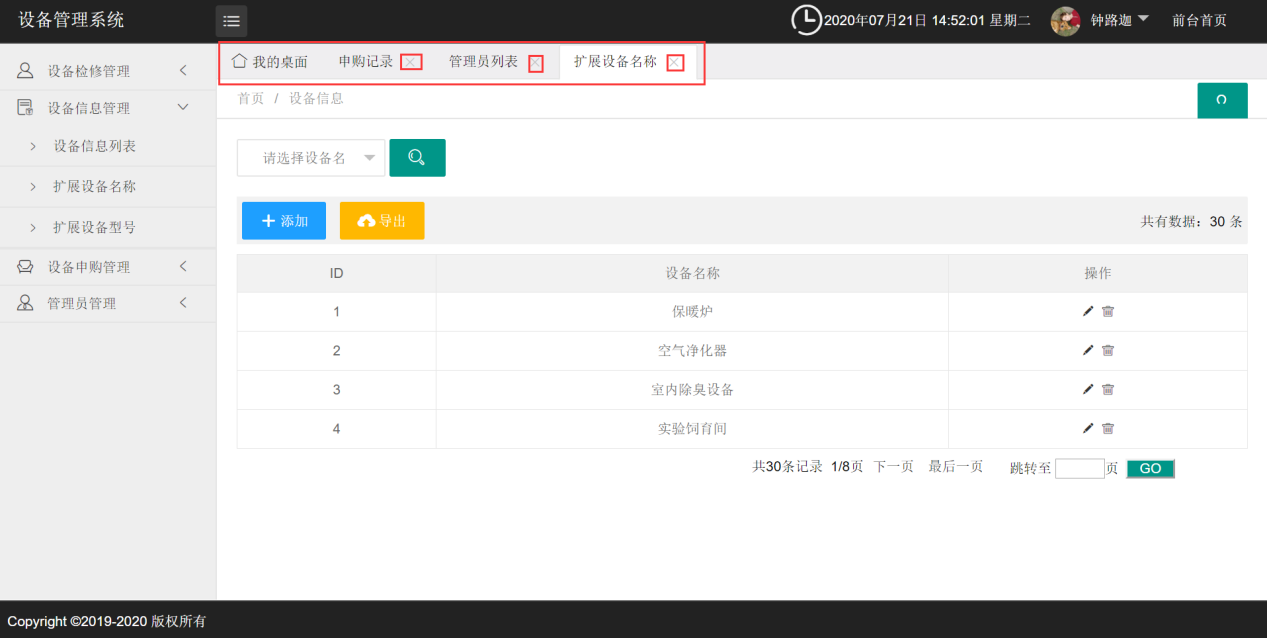 设备管理系统
2020年07月21日 14:52:01 星期二 钟路迦 前台首页
我的桌面 申购记录 管理员列表 扩展设备名称
首页 / 设备信息
设备检修管理
设备信息管理
设备信息列表
扩展设备名称
扩展设备型号
设备申购管理
管理员管理
请选择设备名
添加 导出 共有数据：30 条
ID 设备名称 操作
1 保暖炉
2 空气净化器
3 室内除臭设备
4 实验饲育间
共30条记录 1/8页 下一页 最后一页 跳转至 页 GO
Copyright ©2019-2020 版权所有